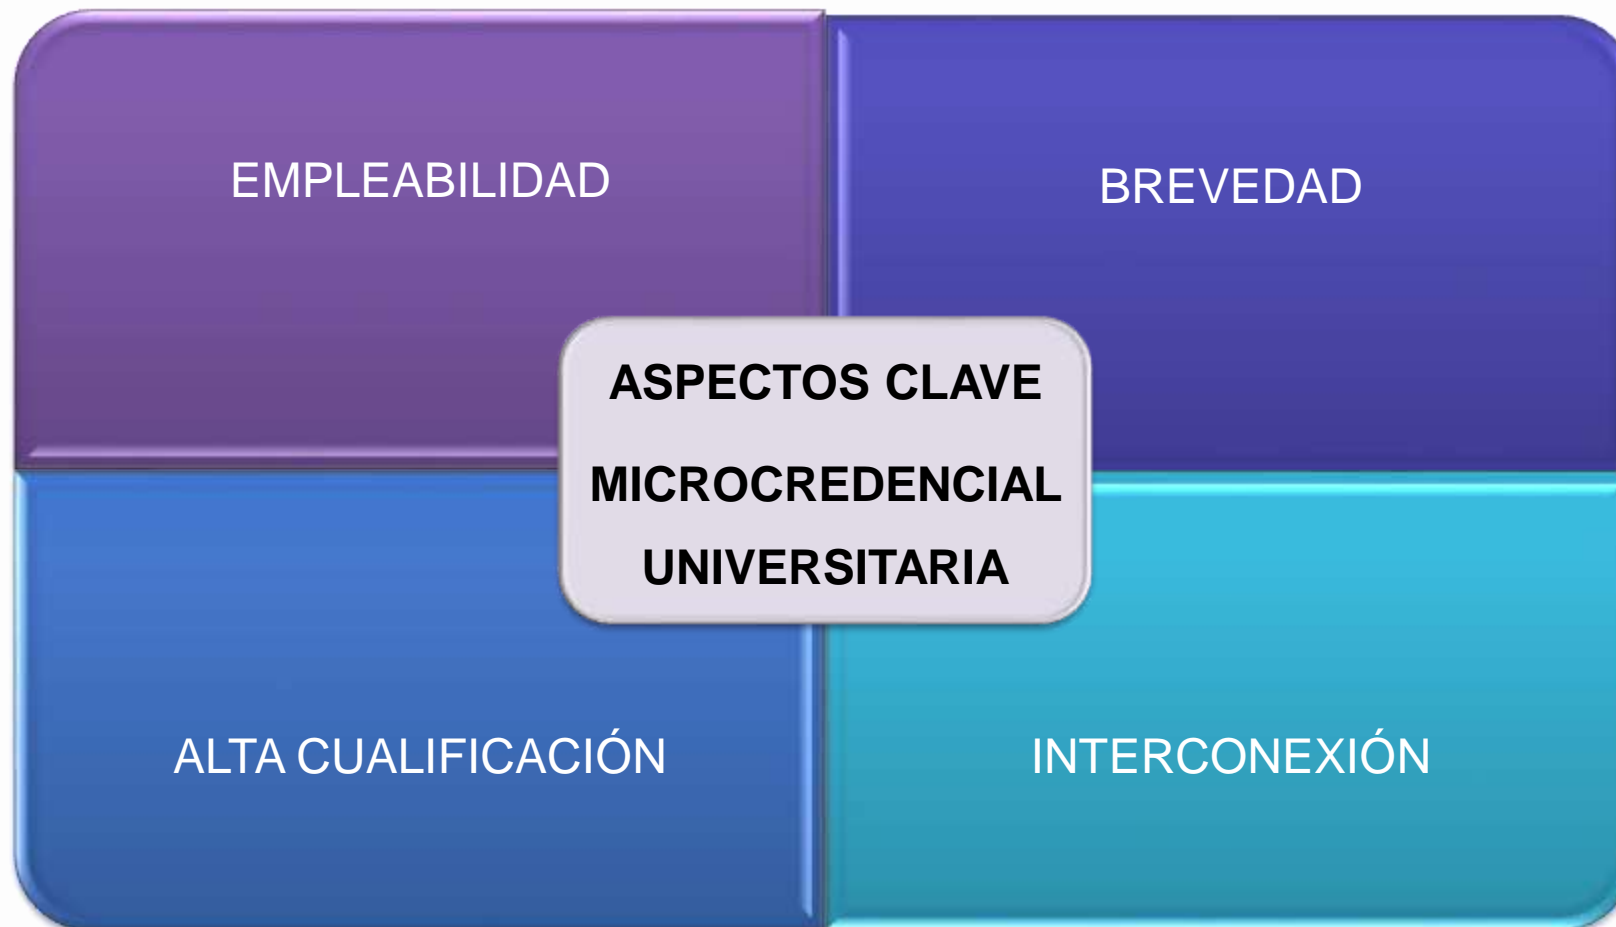 EMPLEABILIDAD
BREVEDAD
ASPECTOS CLAVE
MICROCREDENCIAL
UNIVERSITARIA
ALTA CUALIFICACIÓN
INTERCONEXIÓN